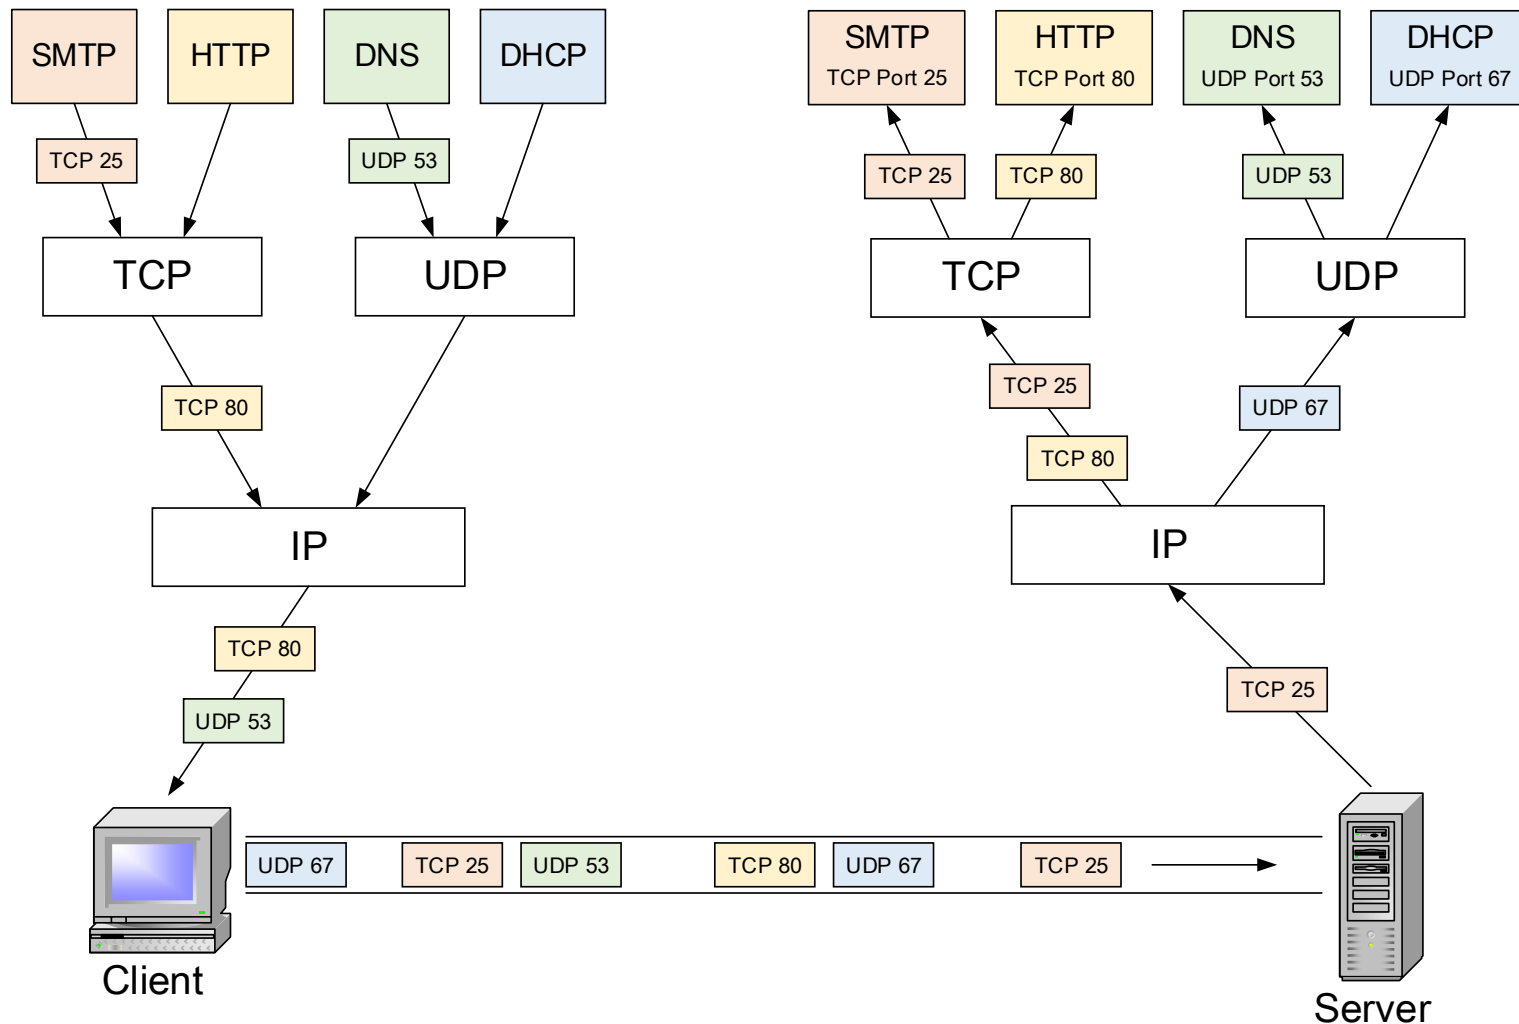 SMTP
HTTP
DNS
DHCP
TCP 25
UDP 53
TCP
UDP
TCP 80
IP
TCP 80
UDP 53
Client
UDP 67
TCP 25
UDP 53
TCP 80
UDP 67
TCP 25
SMTP
TCP Port 25
HTTP
TCP Port 80
DNS
UDP Port 53
DHCP
UDP Port 67
TCP 25
TCP 80
UDP 53
TCP
UDP
TCP 25
UDP 67
TCP 80
IP
TCP 25
Server